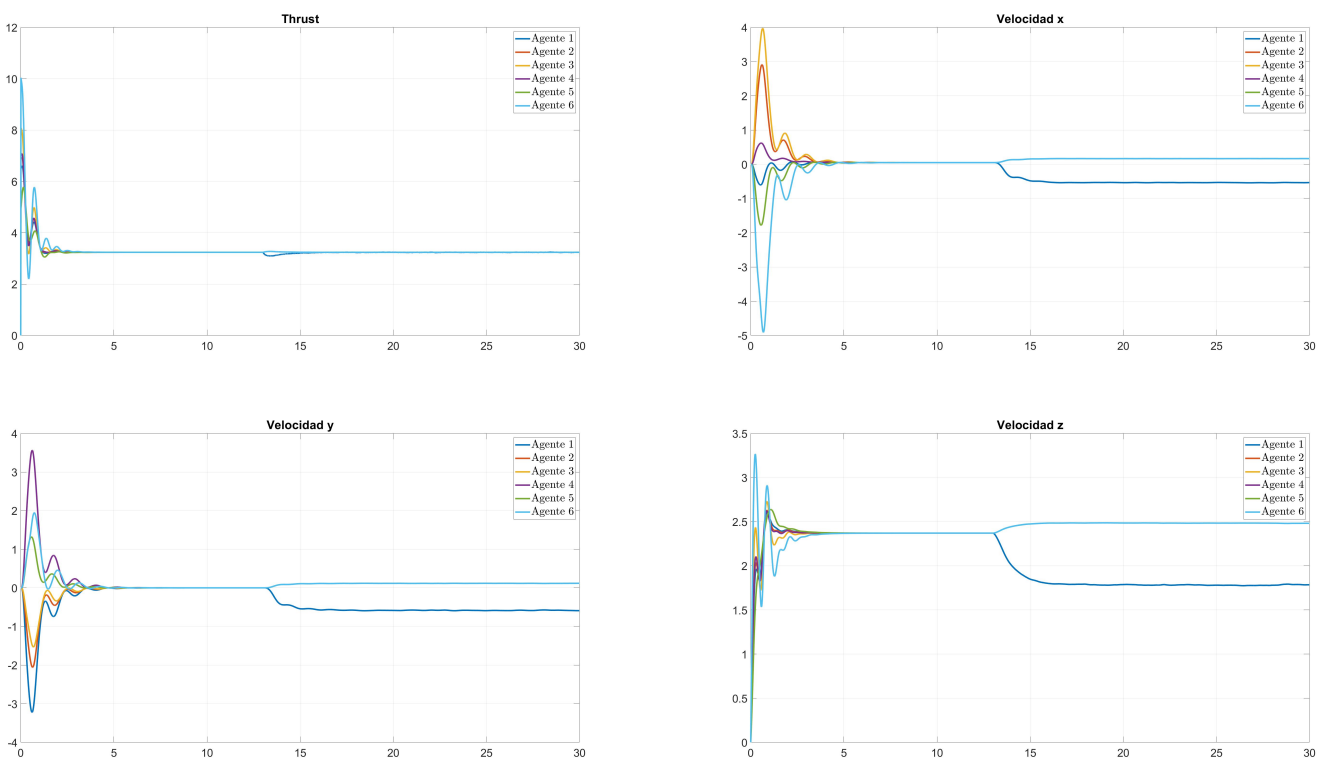 Thrust
12
10
8
6
4
2
0
0 5 10 15 20 25 30
Agente 1
Agente 2
Agente 3
Agente 4
Agente 5
Agente 6
Velocidad x
4
3
2
1
0
-1
-2
-3
-4
-5
0 5 10 15 20 25 30
Agente 1
Agente 2
Agente 3
Agente 4
Agente 5
Agente 6
Velocidad y
4
3
2
1
0
-1
-2
-3
-4
0 5 10 15 20 25 30
Agente 1
Agente 2
Agente 3
Agente 4
Agente 5
Agente 6
Velocidad z
3.5
3
2.5
2
1.5
1
0.5
0
0 5 10 15 20 25 30
Agente 1
Agente 2
Agente 3
Agente 4
Agente 5
Agente 6